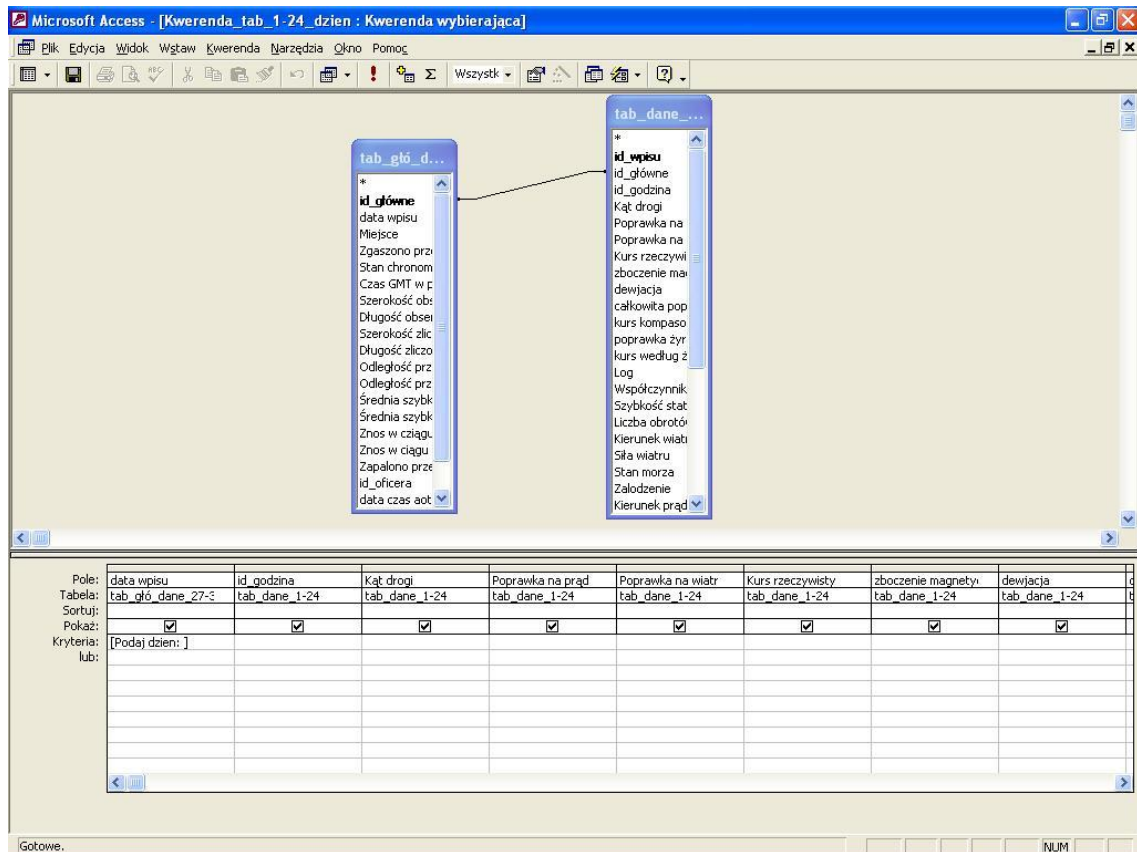 Microsoft Access - [Kwerenda_tab_1-24_dzien : Kwerenda wybierająca]
Plik Edycja Widok Wstaw Kwerenda Narzędzia Okno Pomoc
Wszystk
tab_głó_d...
*
id_główne
data wpisu
Miejsce
Zgaszono prz
Stan chronom
Czas GMT w p
Szerokość obs
Długość obser
Szerokość zlic
Długość zliczo
Odległość prz
Odległość prz
Średnia szybk
Średnia szybk
Znos w cziągu
Znos w ciągu
Zapalono prze
id_oficera
data czas aot
tab_dane_...
*
id_wpisu
id_główne
id_godzina
Kąt drogi
Poprawka na
Poprawka na
Kurs rzeczywi
zboczenie ma
dewjacja
całkowita pop
kurs kompaso
poprawka żyr
kurs według ż
Log
Współczynnik
Szybkość stat
Liczba obrotó
Kierunek wiatr
Siła wiatru
Stan morza
Zalodzenie
Kierunek prąd
Pole: data wpisu id_godzina Kąt drogi Poprawka na prąd Poprawka na wiatr Kurs rzeczywisty zboczenie magnety dewjacja
Tabela: tab_głó_dane_27-3 tab_dane_1-24 tab_dane_1-24 tab_dane_1-24 tab_dane_1-24 tab_dane_1-24 tab_dane_1-24 tab_dane_1-24
Sortuj:
Pokaż:
Kryteria: [Podaj dzien: ]
lub:
Gotowe.
NUM